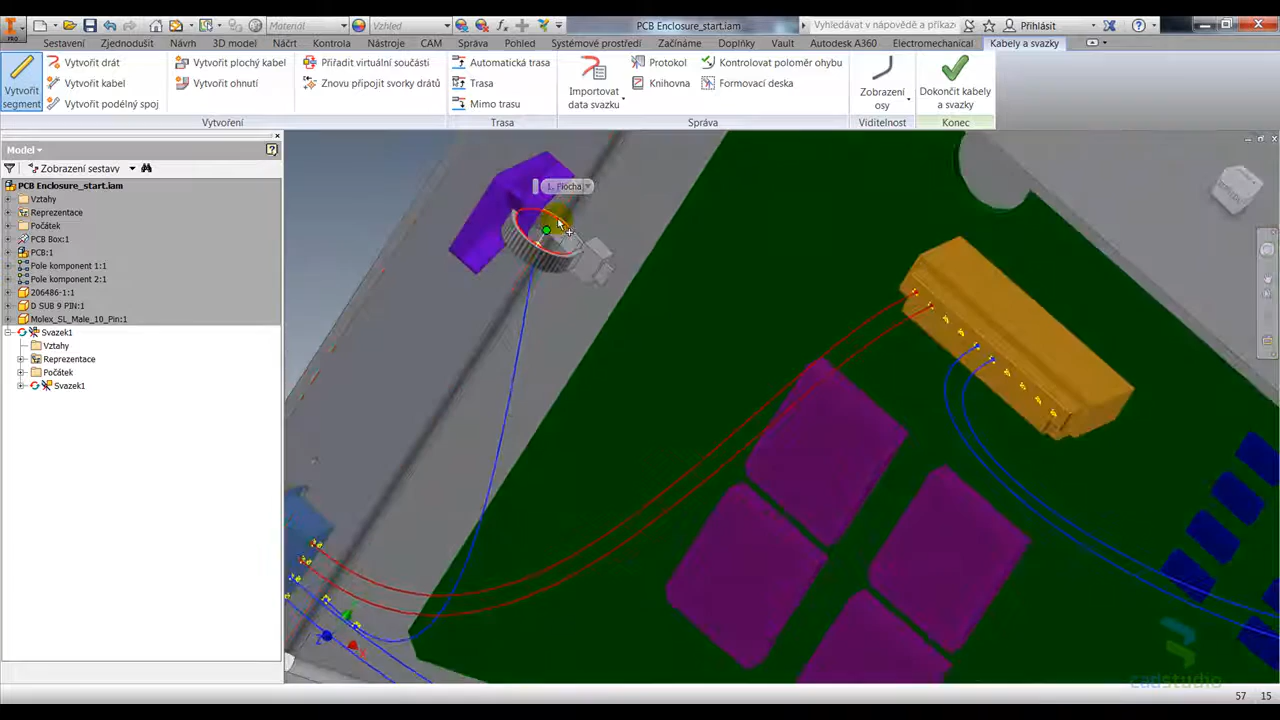 PRO
Materiál
Vzhled
PCB Enclosure_start.iam
Vyhledávat v nápovědě a příkaz
Přihlásit
Sestavení Zjednodušit Návrh 3D model Náčrt Kontrola Nástroje CAM Správa Pohled Systémové prostředí Začínáme Doplňky Vault Autodesk A360 Electromechanical Kabely a svazky
Vytvořit
segment
Vytvořit drát
Vytvořit kabel
Vytvořit podélný spoj
Vytvořit plochý kabel
Vytvořit ohnutí
Přiřadit virtuální součásti
Znovu připojit svorky drátů
Vytvoření
Automatická trasa
Trasa
Mimo trasu
Trasa
Importovat
data svazku
Protokol
Knihovna
Kontrolovat poloměr ohybu
Formovací deska
Správa
Zobrazení
osy
Viditelnost
Dokončit kabely
a svazky
Konec
Model
Zobrazení sestavy
PCB Enclosure_start.iam
Vztahy
Reprezentace
Počátek
PCB Box:1
PCB:1
Pole komponent 1:1
Pole komponent 2:1
206486-1:1
D SUB 9 PIN:1
Molex_SL_Male_10_Pin:1
Svazek1
Vztahy
Reprezentace
Počátek
Svazek1
1. Plocha
cadstudio
57 15